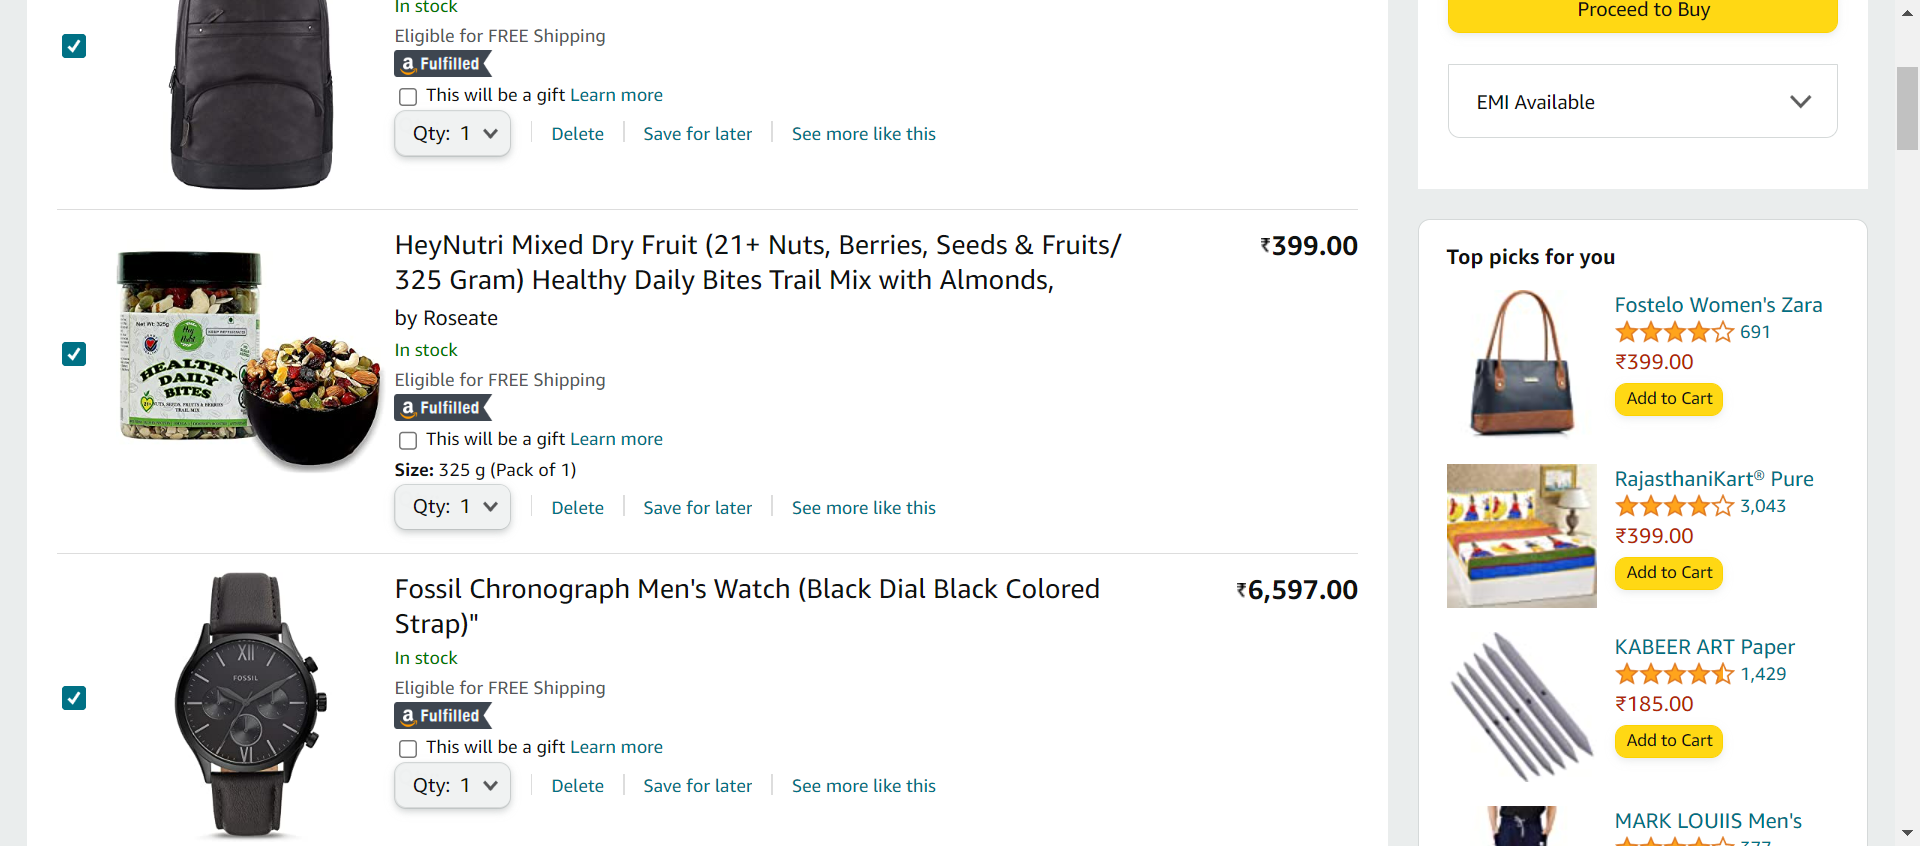 In stock
Eligible for FREE Shipping
a Fulfilled
This will be a gift Learn more
Qty: 1 Delete Save for later See more like this
HeyNutri Mixed Dry Fruit (21+ Nuts, Berries, Seeds & Fruits/
325 Gram) Healthy Daily Bites Trail Mix with Almonds,
₹399.00
by Roseate
In stock
Eligible for FREE Shipping
a Fulfilled
This will be a gift Learn more
Size: 325 g (Pack of 1)
Qty: 1 Delete Save for later See more like this
Net Wt: 325g
HEALTHY
DAILY
BITES
TRAIL MIX
Fossil Chronograph Men's Watch (Black Dial Black Colored
Strap)"
₹6,597.00
In stock
Eligible for FREE Shipping
a Fulfilled
This will be a gift Learn more
Qty: 1 Delete Save for later See more like this
XII
FOSSIL
VI
Proceed to Buy
EMI Available
Top picks for you
Fostelo Women's Zara
691
₹399.00
Add to Cart
RajasthaniKart® Pure
3,043
₹399.00
Add to Cart
KABEER ART Paper
1,429
₹185.00
Add to Cart
MARK LOUIIS Men's
377